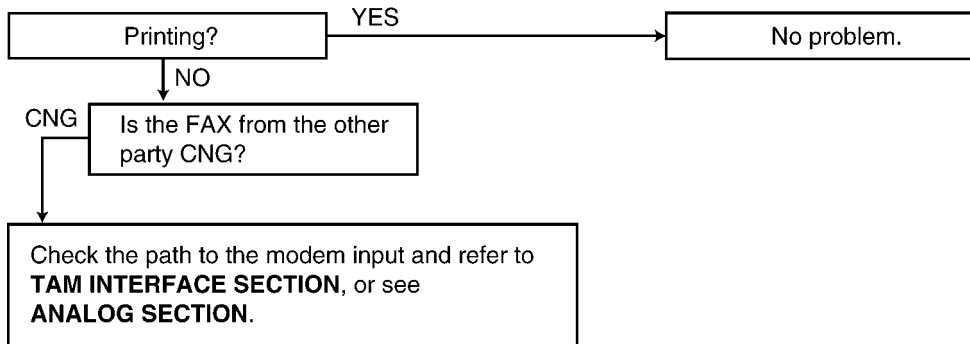 Printing?
YES
No problem.
NO
CNG
Is the FAX from the other
party CNG?
Check the path to the modem input and refer to
TAM INTERFACE SECTION, or see
ANALOG SECTION.